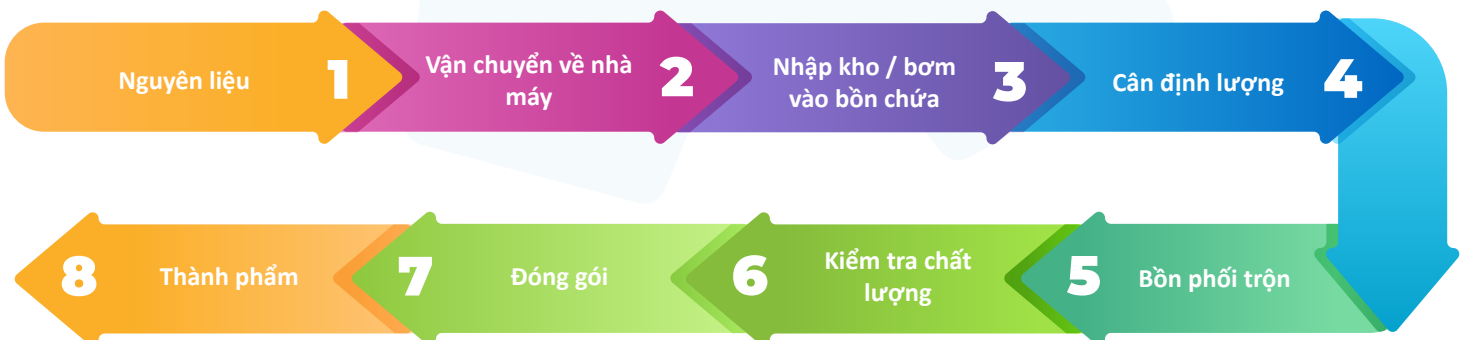 Nguyên liệu
1
Vận chuyển về nhà
máy
2
Nhập kho / bơm
vào bồn chứa
3
Cân định lượng
4
5
Bồn phối trộn
6
Kiểm tra chất
lượng
7
Đóng gói
8
Thành phẩm